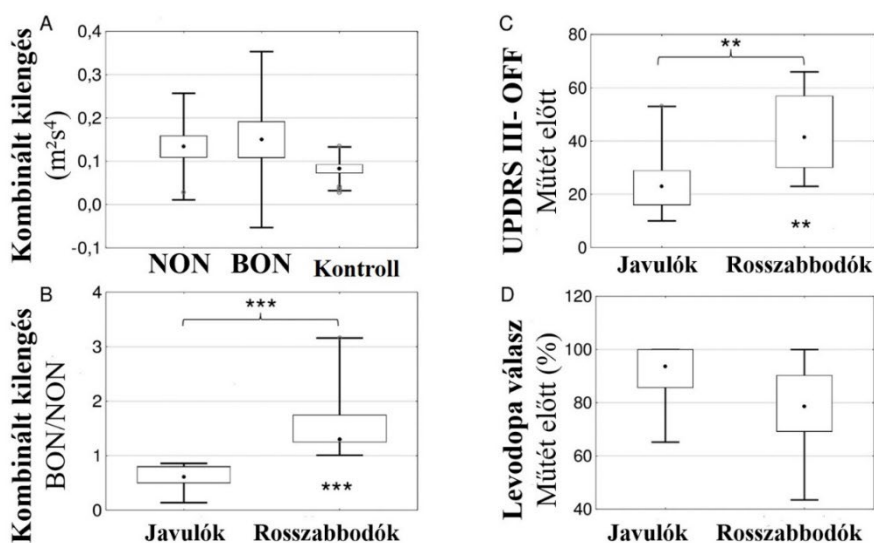 A
Kombinált kilengés
(m²s⁴)
0,4
0,3
0,2
0,1
0,0
-0,1
NON BON Kontroll
B
Kombinált kilengés
BON/NON
4
3
2
1
0
***
***
Javulók Rosszabbodók
C
UPDRS III- OFF
Műtét előtt
80
60
40
20
0
**
**
Javulók Rosszabbodók
D
Levodopa válasz
Műtét előtt (%)
120
100
80
60
40
Javulók Rosszabbodók